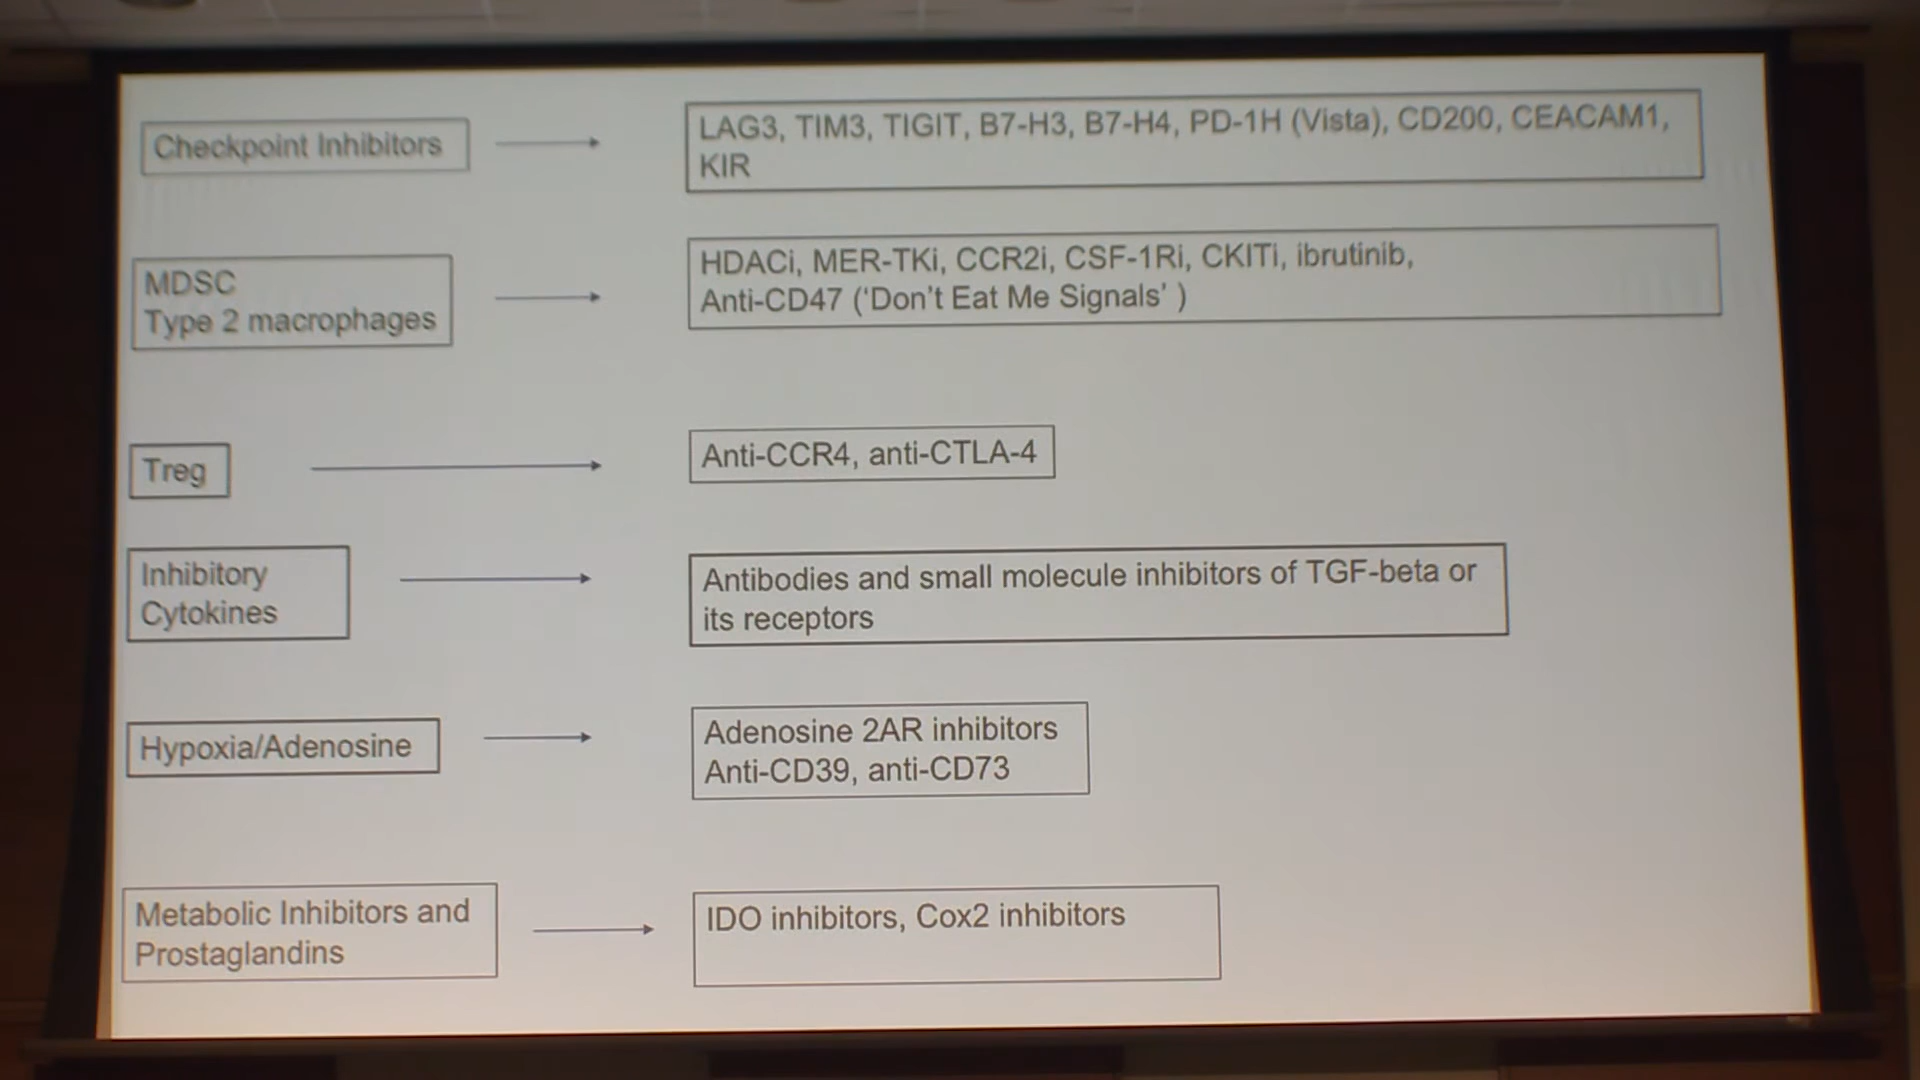 Checkpoint Inhibitors
LAG3, TIM3, TIGIT, B7-H3, B7-H4, PD-1H (Vista), CD200, CEACAM1,
KIR
MDSC
Type 2 macrophages
HDACi, MER-TKi, CCR2i, CSF-1Ri, CKITi, ibrutinib,
Anti-CD47 (‘Don’t Eat Me Signals’ )
Treg
Anti-CCR4, anti-CTLA-4
Inhibitory
Cytokines
Antibodies and small molecule inhibitors of TGF-beta or
its receptors
Hypoxia/Adenosine
Adenosine 2AR inhibitors
Anti-CD39, anti-CD73
Metabolic Inhibitors and
Prostaglandins
IDO inhibitors, Cox2 inhibitors